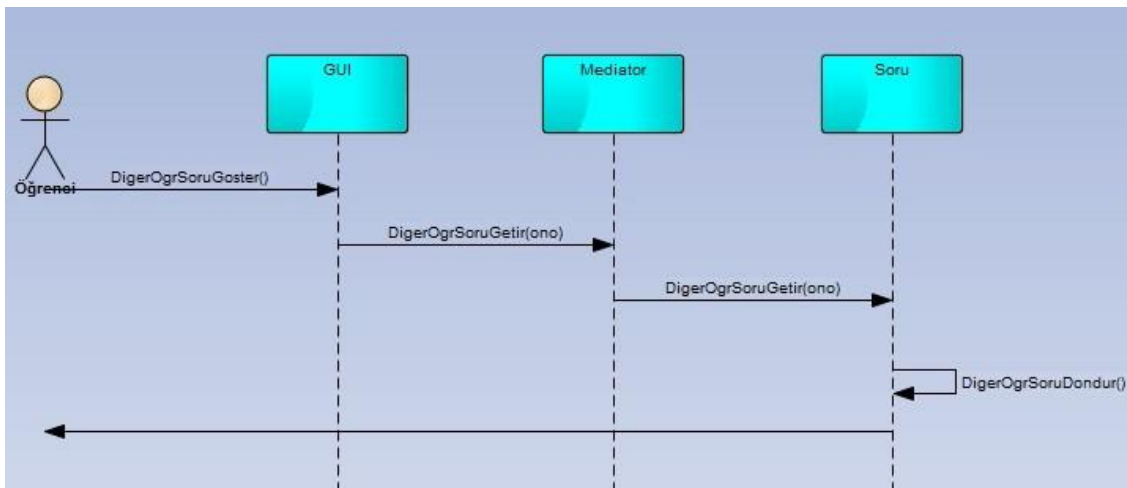 GUI
Mediator
Soru
Öğrenci
DigerOgrSoruGoster()
DigerOgrSoruGetir(ono)
DigerOgrSoruGetir(ono)
DigerOgrSoruDondur()